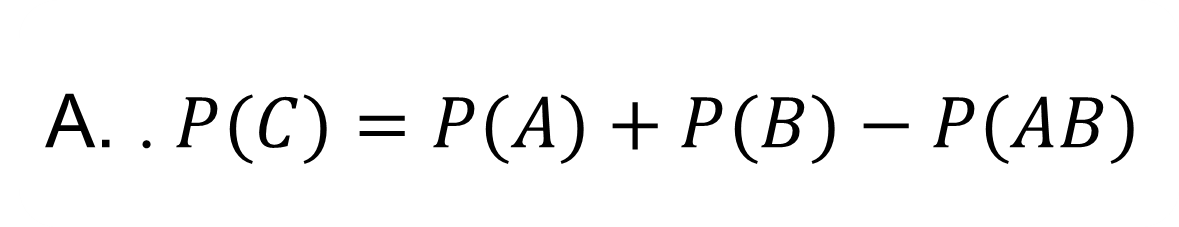 A. . P(C) = P(A) + P(B) − P(AB)